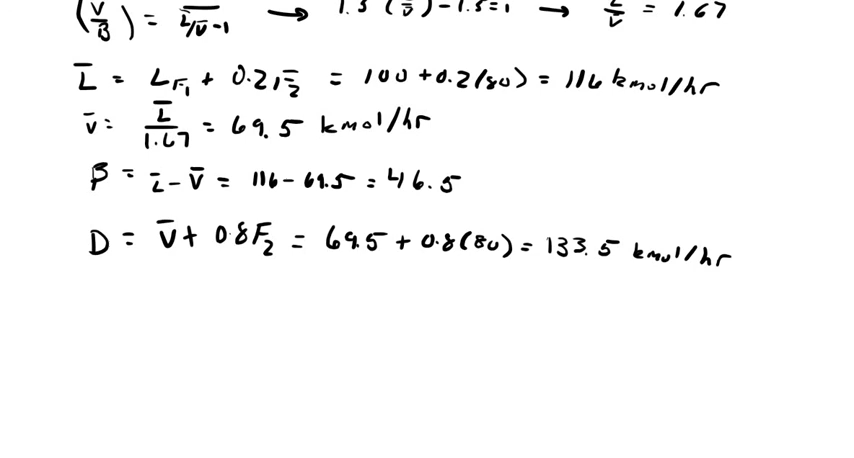 (V̅/B) = 1/(L̅/V̅-1) → 1.5(L̅/V̅) - 1.5 = 1 → L̅/V̅ = 1.67
L̅ = L_F₁ + 0.2F₂ = 100 + 0.2(80) = 116 kmol/hr
V̅ = L̅/1.67 = 69.5 kmol/hr
B = L̅ - V̅ = 116 - 69.5 = 46.5
D = V̅ + 0.8F₂ = 69.5 + 0.8(80) = 133.5 kmol/hr